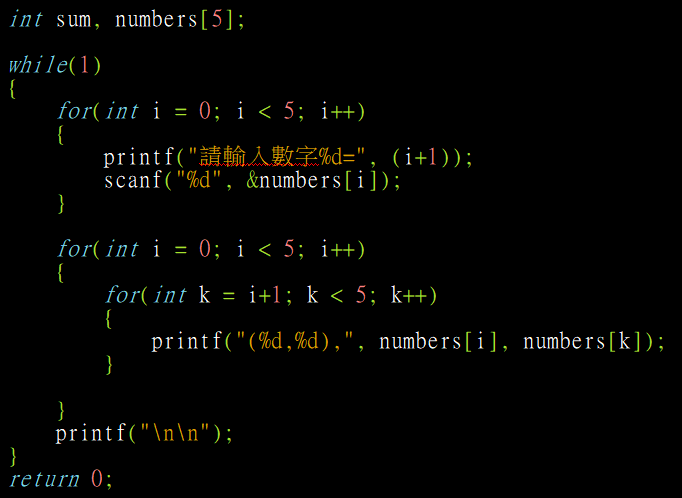 int sum, numbers[5];
while(1)
{
for(int i = 0; i < 5; i++)
{
printf("請輸入數字%d=", (i+1));
scanf("%d", &numbers[i]);
}
for(int i = 0; i < 5; i++)
{
for(int k = i+1; k < 5; k++)
{
printf("(%d,%d),", numbers[i], numbers[k]);
}
}
printf("\n\n");
}
return 0;